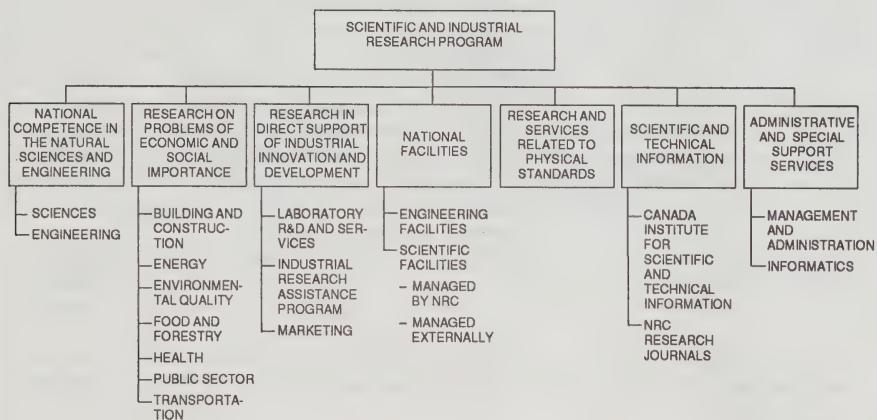 SCIENTIFIC AND INDUSTRIAL
RESEARCH PROGRAM
NATIONAL
COMPETENCE IN
THE NATURAL
SCIENCES AND
ENGINEERING
SCIENCES
ENGINEERING
RESEARCH ON
PROBLEMS OF
ECONOMIC AND
SOCIAL
IMPORTANCE
BUILDING AND
CONSTRUC-
TION
ENERGY
ENVIRONMEN-
TAL QUALITY
FOOD AND
FORESTRY
HEALTH
PUBLIC SECTOR
TRANSPORTA-
TION
RESEARCH IN
DIRECT SUPPORT
OF INDUSTRIAL
INNOVATION AND
DEVELOPMENT
LABORATORY
R&D AND SER-
VICES
INDUSTRIAL
RESEARCH
ASSISTANCE
PROGRAM
MARKETING
NATIONAL
FACILITIES
ENGINEERING
FACILITIES
SCIENTIFIC
FACILITIES
– MANAGED
BY NRC
– MANAGED
EXTERNALLY
RESEARCH AND
SERVICES
RELATED TO
PHYSICAL
STANDARDS
SCIENTIFIC AND
TECHNICAL
INFORMATION
CANADA
INSTITUTE
FOR
SCIENTIFIC
AND
TECHNICAL
INFORMATION
NRC
RESEARCH
JOURNALS
ADMINISTRATIVE
AND SPECIAL
SUPPORT
SERVICES
MANAGEMENT
AND
ADMINISTRATION
INFORMATICS